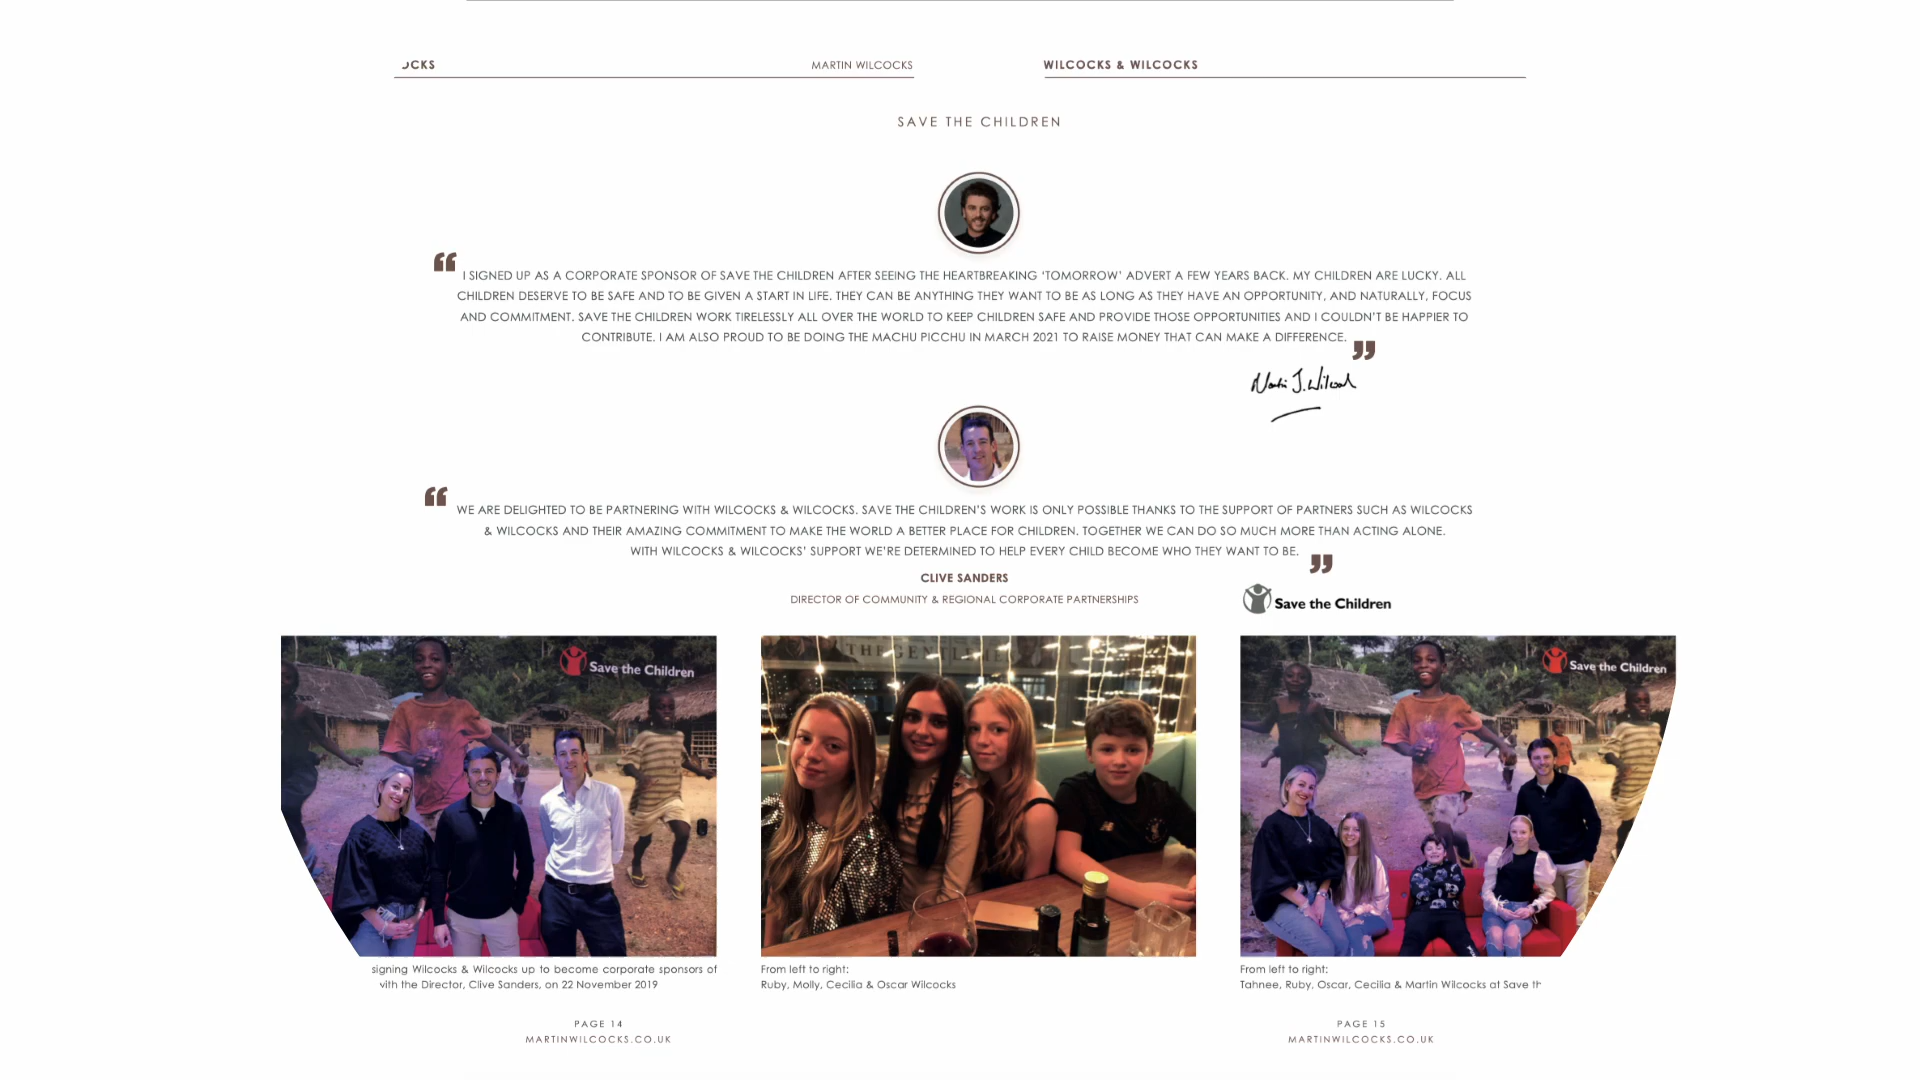 CKS
MARTIN WILCOCKS
WILCOCKS & WILCOCKS
SAVE THE CHILDREN
“ I SIGNED UP AS A CORPORATE SPONSOR OF SAVE THE CHILDREN AFTER SEEING THE HEARTBREAKING ‘TOMORROW’ ADVERT A FEW YEARS BACK. MY CHILDREN ARE LUCKY. ALL
CHILDREN DESERVE TO BE SAFE AND TO BE GIVEN A START IN LIFE. THEY CAN BE ANYTHING THEY WANT TO BE AS LONG AS THEY HAVE AN OPPORTUNITY, AND NATURALLY, FOCUS
AND COMMITMENT. SAVE THE CHILDREN WORK TIRELESSLY ALL OVER THE WORLD TO KEEP CHILDREN SAFE AND PROVIDE THOSE OPPORTUNITIES AND I COULDN’T BE HAPPIER TO
CONTRIBUTE. I AM ALSO PROUD TO BE DOING THE MACHU PICCHU IN MARCH 2021 TO RAISE MONEY THAT CAN MAKE A DIFFERENCE. ”
“ WE ARE DELIGHTED TO BE PARTNERING WITH WILCOCKS & WILCOCKS. SAVE THE CHILDREN’S WORK IS ONLY POSSIBLE THANKS TO THE SUPPORT OF PARTNERS SUCH AS WILCOCKS
& WILCOCKS AND THEIR AMAZING COMMITMENT TO MAKE THE WORLD A BETTER PLACE FOR CHILDREN. TOGETHER WE CAN DO SO MUCH MORE THAN ACTING ALONE.
WITH WILCOCKS & WILCOCKS’ SUPPORT WE’RE DETERMINED TO HELP EVERY CHILD BECOME WHO THEY WANT TO BE. ”
CLIVE SANDERS
DIRECTOR OF COMMUNITY & REGIONAL CORPORATE PARTNERSHIPS
Save the Children
Save the Children
THE GENTLEMEN
Save the Children
signing Wilcocks & Wilcocks up to become corporate sponsors of
with the Director, Clive Sanders, on 22 November 2019
From left to right:
Ruby, Molly, Cecilia & Oscar Wilcocks
From left to right:
Tahnee, Ruby, Oscar, Cecilia & Martin Wilcocks at Save th
PAGE 14
MARTINWILCOCKS.CO.UK
PAGE 15
MARTINWILCOCKS.CO.UK